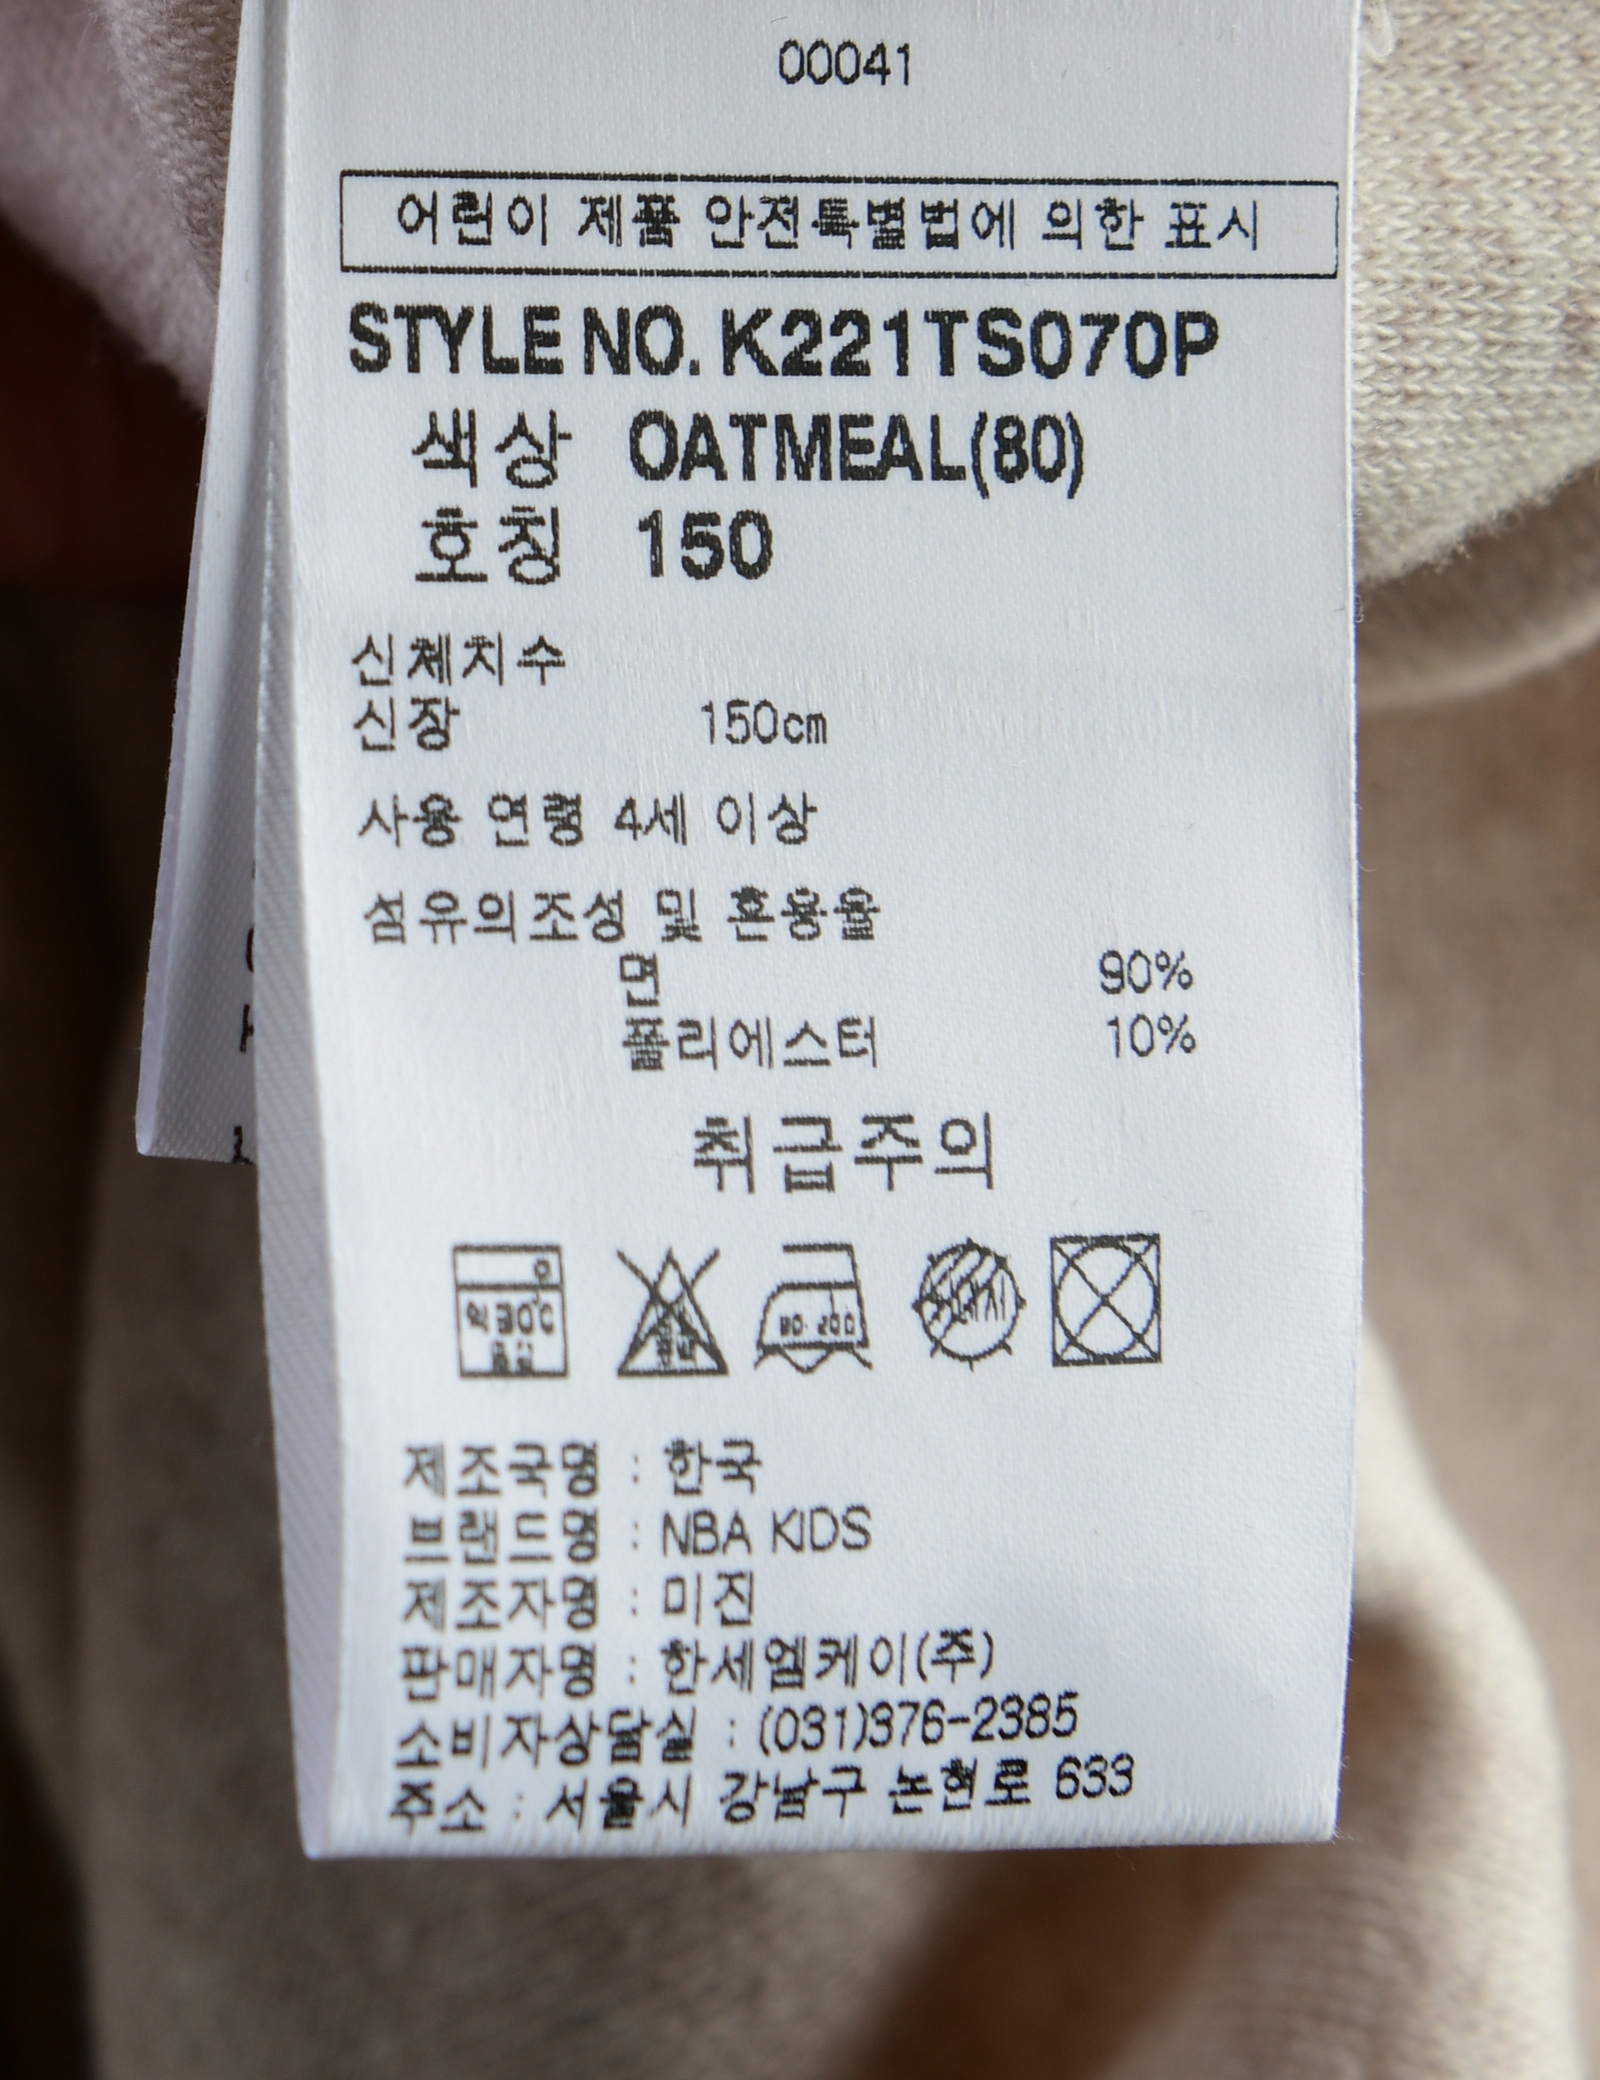 00041
어린이 제품 안전특별법에 의한 표시
STYLE NO. K221TS070P
색상 OATMEAL(80)
호칭 150
신체치수
신장 150cm
사용 연령 4세 이상
섬유의조성 및 혼용율
면 90%
폴리에스터 10%
취급주의
80-200
제조국명 : 한국
브랜드명 : NBA KIDS
제조자명 : 미진
판매자명 : 한세엠케이(주)
소비자상담실 : (031)376-2385
주소 : 서울시 강남구 논현로 633